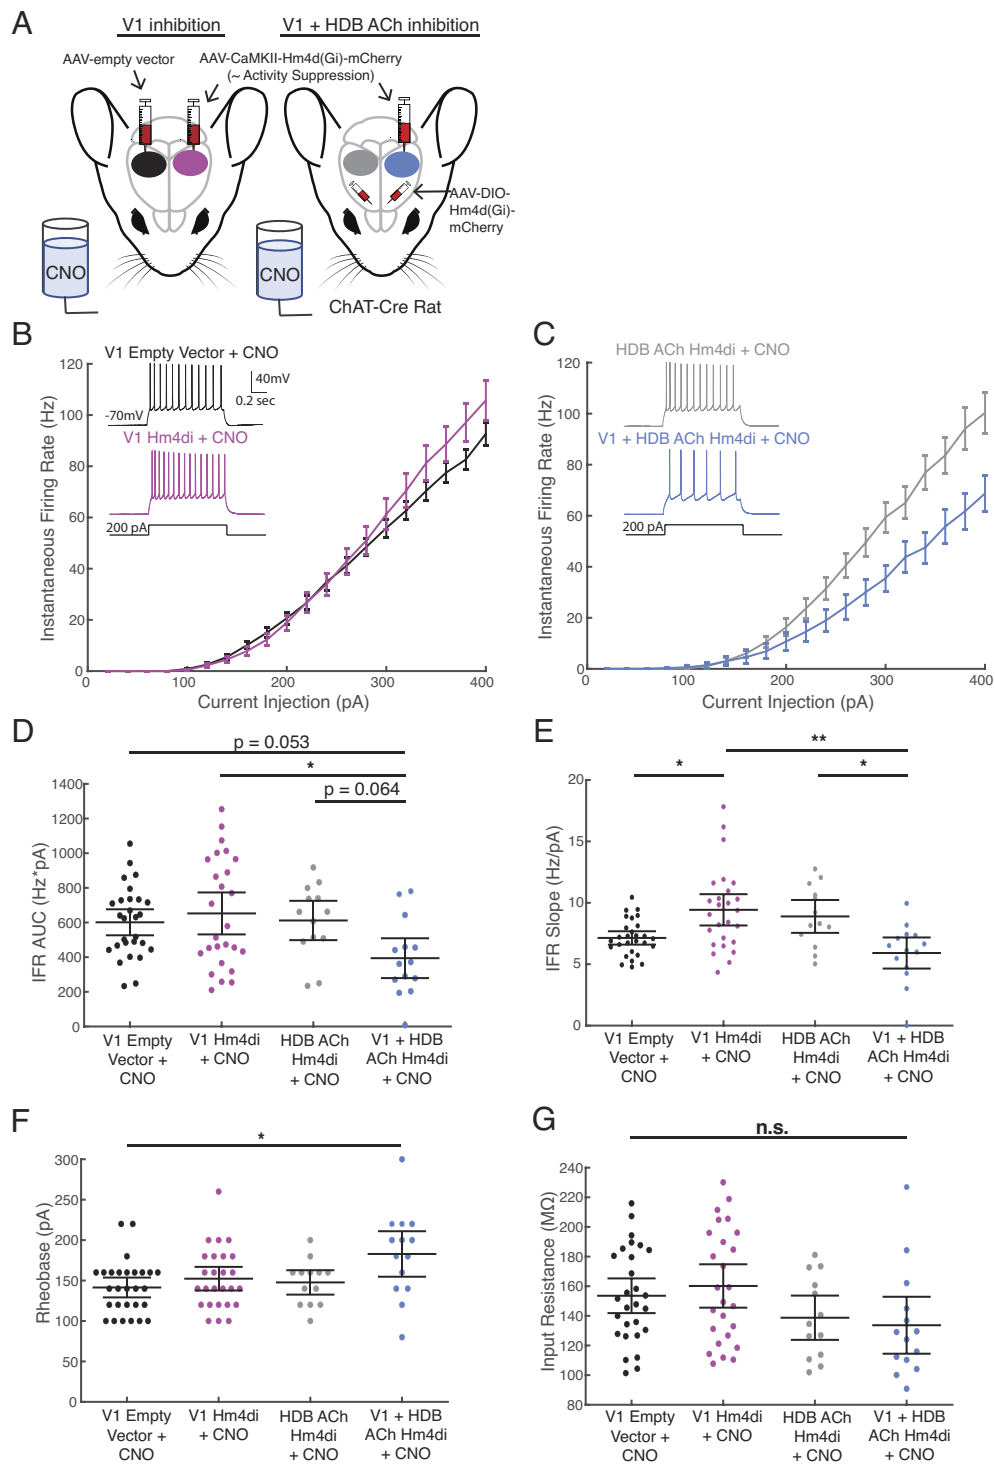 A
V1 inhibition
V1 + HDB ACh inhibition
AAV-empty vector
AAV-CaMKII-Hm4d(Gi)-mCherry
(~ Activity Suppression)
AAV-DIO-
Hm4d(Gi)-
mCherry
CNO
CNO
ChAT-Cre Rat
B
V1 Empty Vector + CNO
40mV
0.2 sec
-70mV
V1 Hm4di + CNO
200 pA
Instantaneous Firing Rate (Hz)
120
100
80
60
40
20
0
0
100
200
300
400
Current Injection (pA)
C
HDB ACh Hm4di + CNO
V1 + HDB ACh Hm4di + CNO
200 pA
Instantaneous Firing Rate (Hz)
120
100
80
60
40
20
0
0
100
200
300
400
Current Injection (pA)
D
p = 0.053
*
p = 0.064
IFR AUC (Hz*pA)
1400
1200
1000
800
600
400
200
0
V1 Empty
Vector +
CNO
V1 Hm4di
+ CNO
HDB ACh
Hm4di
+ CNO
V1 + HDB
ACh Hm4di
+ CNO
E
**
*
*
IFR Slope (Hz/pA)
20
15
10
5
0
V1 Empty
Vector +
CNO
V1 Hm4di
+ CNO
HDB ACh
Hm4di
+ CNO
V1 + HDB
ACh Hm4di
+ CNO
F
*
Rheobase (pA)
300
250
200
150
100
50
0
V1 Empty
Vector +
CNO
V1 Hm4di
+ CNO
HDB ACh
Hm4di
+ CNO
V1 + HDB
ACh Hm4di
+ CNO
G
n.s.
Input Resistance (MΩ)
240
220
200
180
160
140
120
100
80
V1 Empty
Vector +
CNO
V1 Hm4di
+ CNO
HDB ACh
Hm4di
+ CNO
V1 + HDB
ACh Hm4di
+ CNO